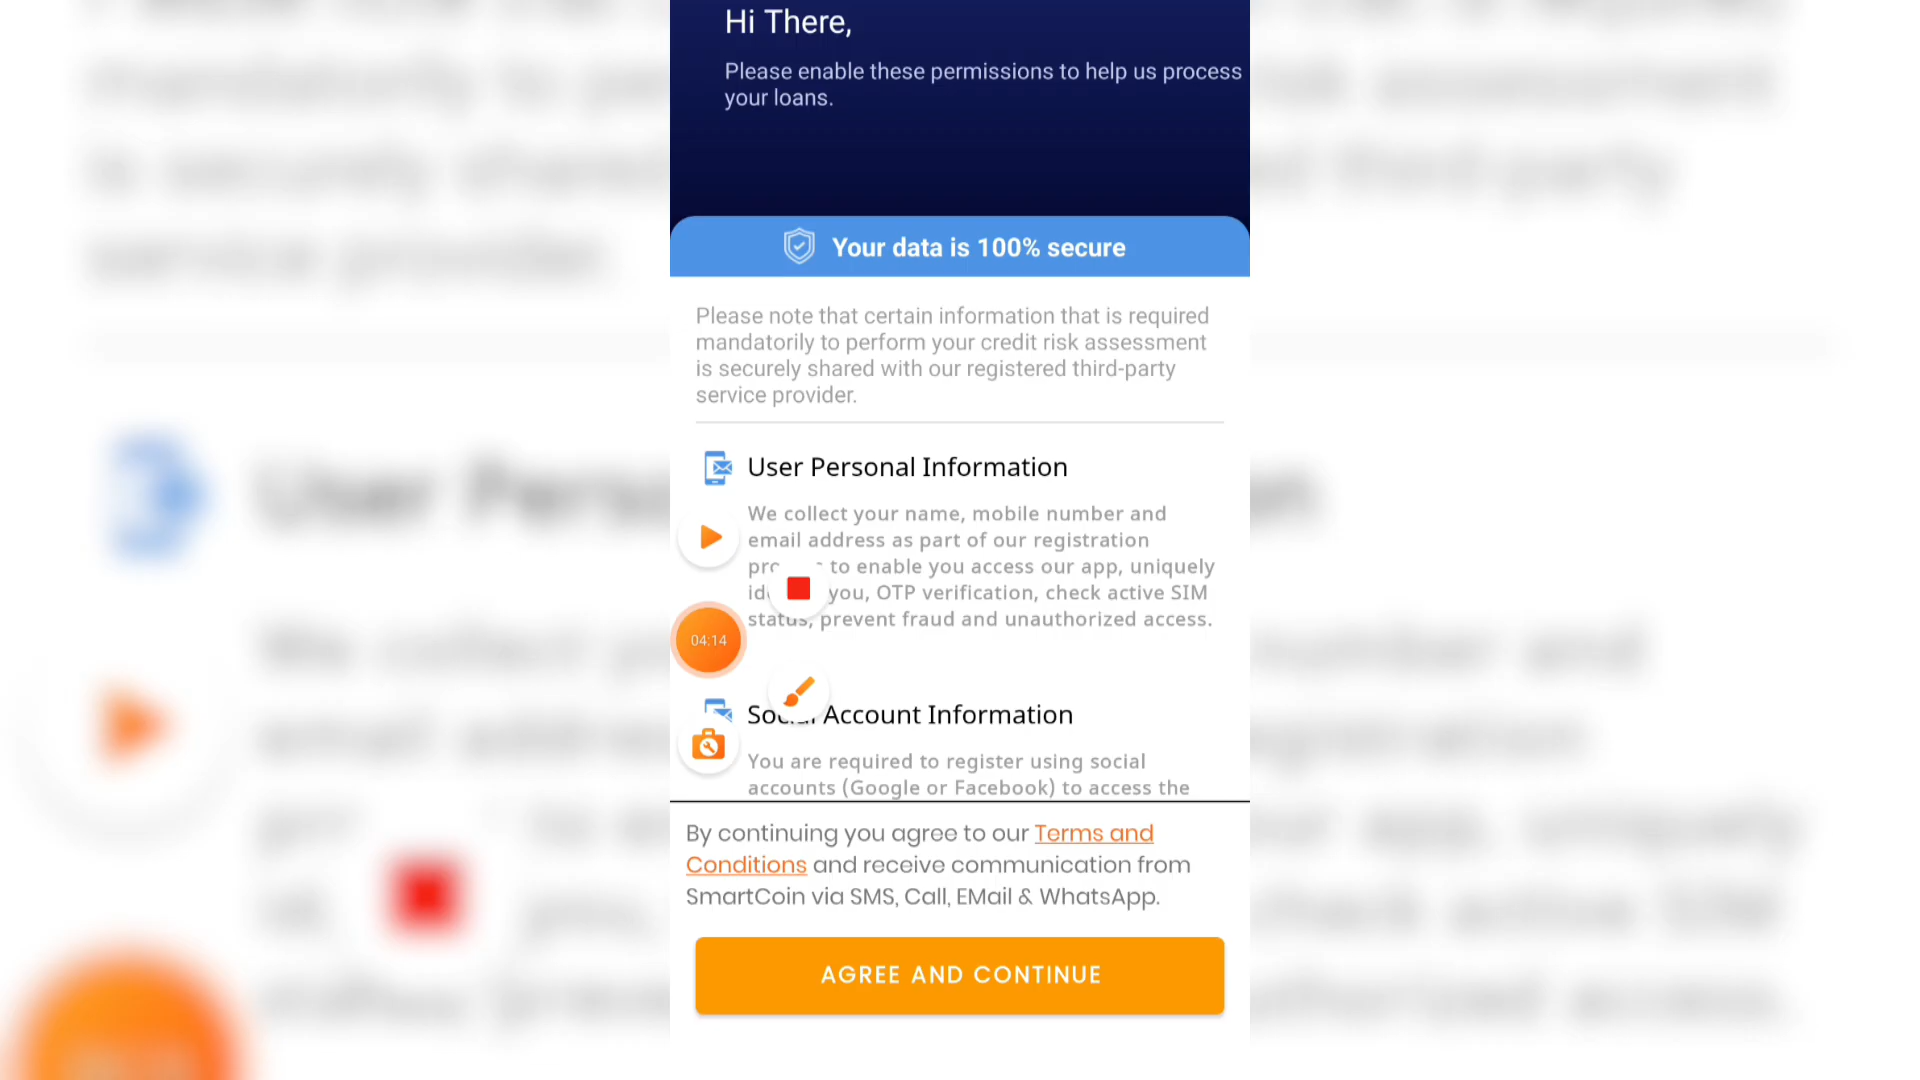 Hi There,
Please enable these permissions to help us process
your loans.
Your data is 100% secure
Please note that certain information that is required
mandatorily to perform your credit risk assessment
is securely shared with our registered third-party
service provider.
User Personal Information
We collect your name, mobile number and
email address as part of our registration
to enable you access our app, uniquely
you, OTP verification, check active SIM
status, prevent fraud and unauthorized access.
04:14
Social Account Information
You are required to register using social
accounts (Google or Facebook) to access the
By continuing you agree to our Terms and
Conditions and receive communication from
SmartCoin via SMS, Call, EMail & WhatsApp.
AGREE AND CONTINUE